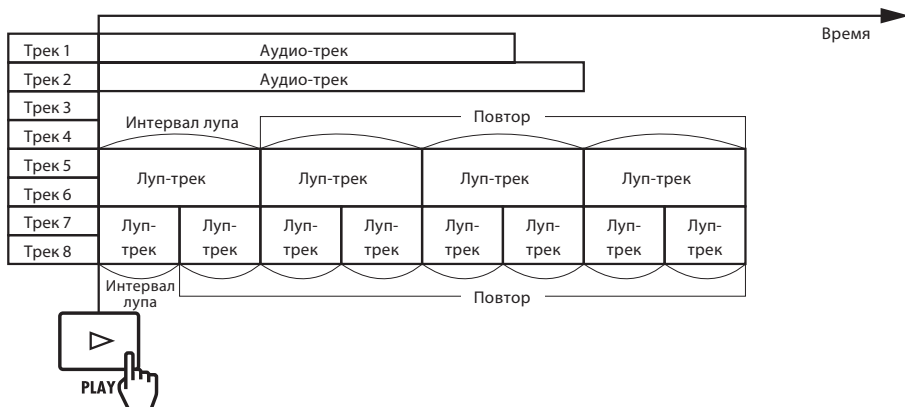 Время
Трек 1
Аудио-трек
Трек 2
Аудио-трек
Трек 3
Трек 4
Интервал лупа
Повтор
Трек 5
Трек 6
Луп-трек
Луп-трек
Луп-трек
Луп-трек
Трек 7
Трек 8
Луп-
трек
Луп-
трек
Луп-
трек
Луп-
трек
Луп-
трек
Луп-
трек
Луп-
трек
Луп-
трек
Интервал
лупа
Повтор
PLAY